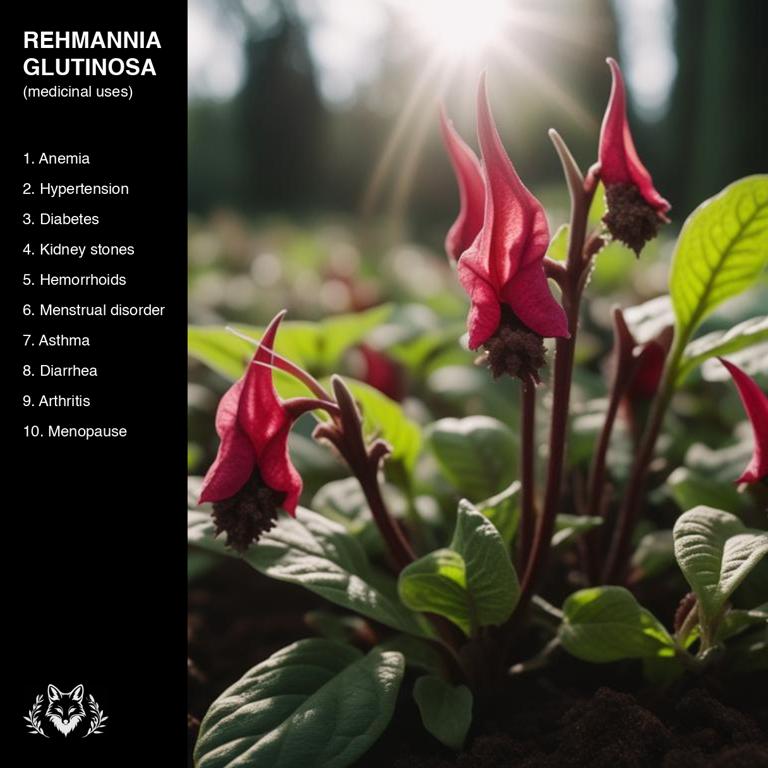 REHMANNIA
GLUTINOSA
(medicinal uses)
1. Anemia
2. Hypertension
3. Diabetes
4. Kidney stones
5. Hemorrhoids
6. Menstrual disorder
7. Asthma
8. Diarrhea
9. Arthritis
10. Menopause